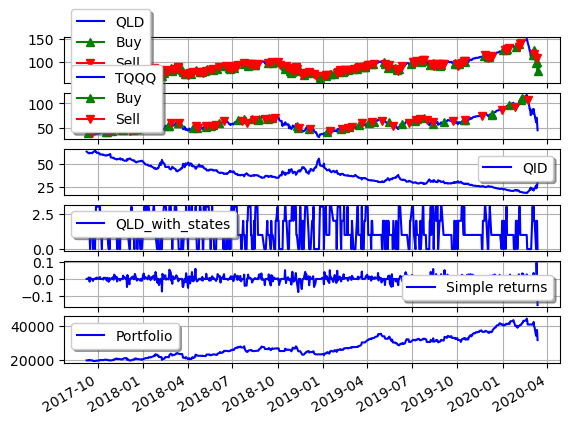 QLD
Buy
Sell
150
100
TQQQ
Buy
Sell
100
50
QID
50
25
QLD_with_states
2.5
0.0
Simple returns
0.1
0.0
−0.1
Portfolio
40000
20000
2017-10
2018-01
2018-04
2018-07
2018-10
2019-01
2019-04
2019-07
2019-10
2020-01
2020-04